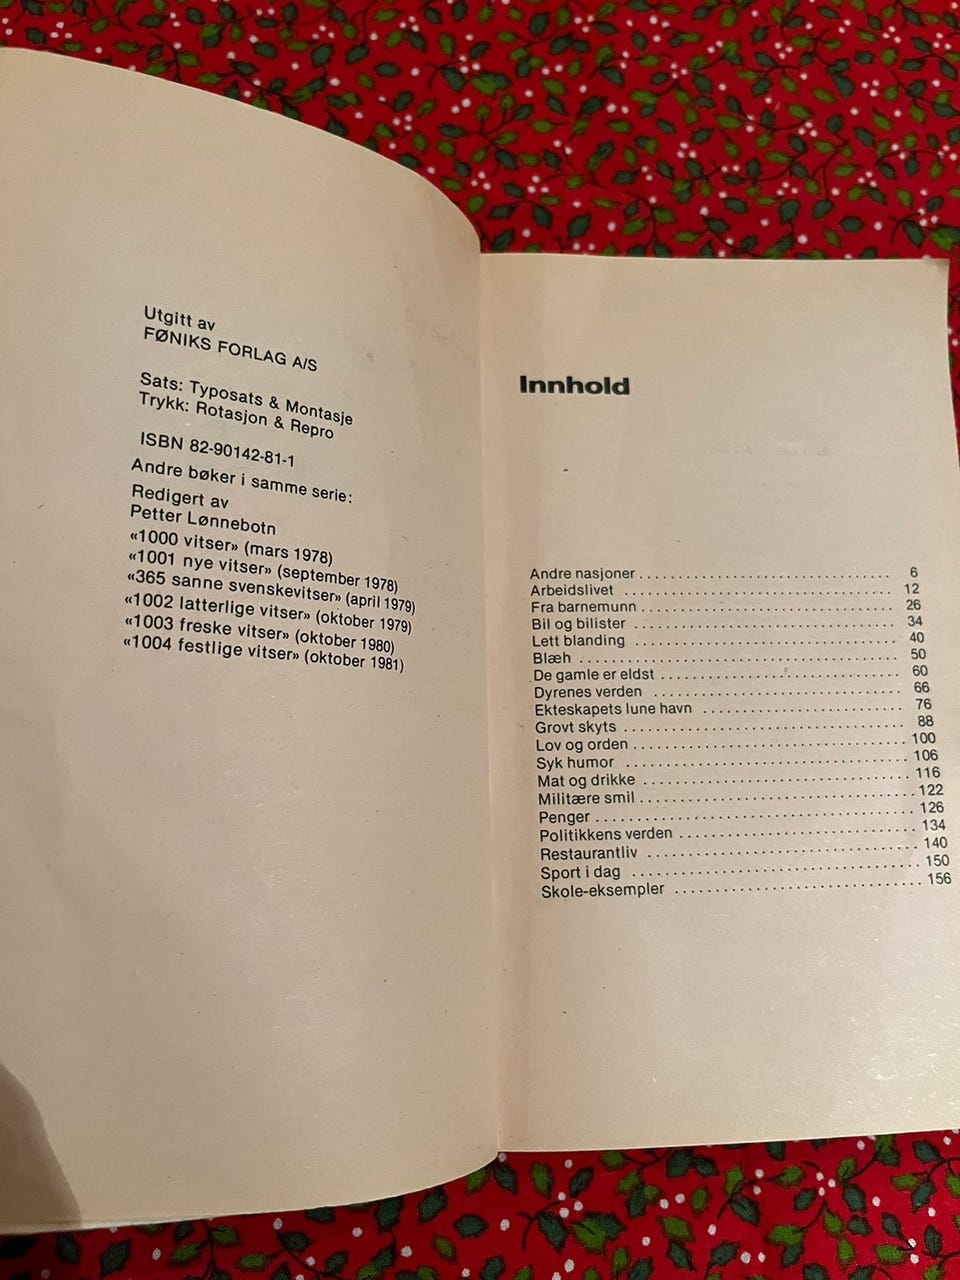 Utgitt av
FØNIKS FORLAG A/S
Sats: Typosats & Montasje
Trykk: Rotasjon & Repro
ISBN 82-90142-81-1
Andre bøker i samme serie:
Redigert av
Petter Lønnebotn
«1000 vitser» (mars 1978)
«1001 nye vitser» (september 1978)
«365 sanne svenskevitser» (april 1979)
«1002 latterlige vitser» (oktober 1979)
«1003 freske vitser» (oktober 1980)
«1004 festlige vitser» (oktober 1981)
Innhold
Andre nasjoner . . . . . . . . . . . . . . . . . . . . . . . . . . . . . . 6
Arbeidslivet . . . . . . . . . . . . . . . . . . . . . . . . . . . . . . 12
Fra barnemunn . . . . . . . . . . . . . . . . . . . . . . . . . . . . . . 26
Bil og bilister . . . . . . . . . . . . . . . . . . . . . . . . . . . . . . 34
Lett blanding . . . . . . . . . . . . . . . . . . . . . . . . . . . . . . 40
Blæh . . . . . . . . . . . . . . . . . . . . . . . . . . . . . . 50
De gamle er eldst . . . . . . . . . . . . . . . . . . . . . . . . . . . . . . 60
Dyrenes verden . . . . . . . . . . . . . . . . . . . . . . . . . . . . . . 66
Ekteskapets lune havn . . . . . . . . . . . . . . . . . . . . . . . . . 76
Grovt skyts . . . . . . . . . . . . . . . . . . . . . . . . . . . . . . 88
Lov og orden . . . . . . . . . . . . . . . . . . . . . . . . . . . . . . 100
Syk humor . . . . . . . . . . . . . . . . . . . . . . . . . . . . . . 106
Mat og drikke . . . . . . . . . . . . . . . . . . . . . . . . . . . . . . 116
Militære smil . . . . . . . . . . . . . . . . . . . . . . . . . . . . . . 122
Penger . . . . . . . . . . . . . . . . . . . . . . . . . . . . . . 126
Politikkens verden . . . . . . . . . . . . . . . . . . . . . . . . . . . 134
Restaurantliv . . . . . . . . . . . . . . . . . . . . . . . . . . . . . . 140
Sport i dag . . . . . . . . . . . . . . . . . . . . . . . . . . . . . . 150
Skole-eksempler . . . . . . . . . . . . . . . . . . . . . . . . . . . . 156